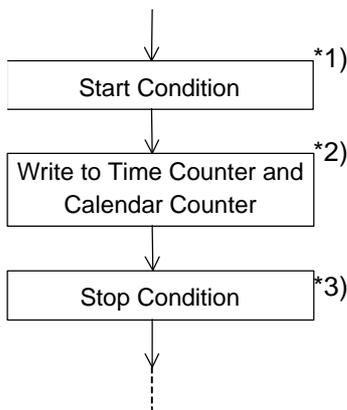 *1)
Start Condition
*2)
Write to Time Counter and
Calendar Counter
*3)
Stop Condition